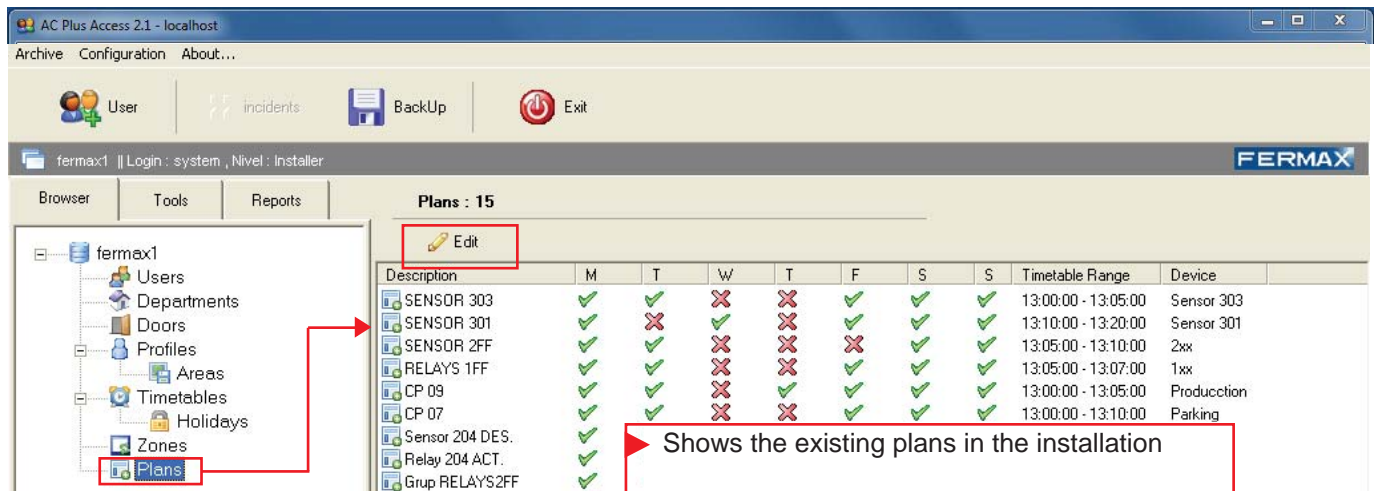 AC Plus Access 2.1 - localhost
Archive Configuration About...
User incidents BackUp Exit
fermax1 || Login : system , Nivel : Installer
FERMAX
Browser Tools Reports
Plans : 15
Edit
fermax1
Users
Departments
Doors
Profiles
Areas
Timetables
Holidays
Zones
Plans
Description M T W T F S S Timetable Range Device
SENSOR 303 13:00:00 - 13:05:00 Sensor 303
SENSOR 301 13:10:00 - 13:20:00 Sensor 301
SENSOR 2FF 13:05:00 - 13:10:00 2xx
RELAYS 1FF 13:05:00 - 13:07:00 1xx
CP 09 13:00:00 - 13:05:00 Producction
CP 07 13:00:00 - 13:10:00 Parking
Sensor 204 DES.
Relay 204 ACT.
Grup RELAYS2FF
Shows the existing plans in the installation